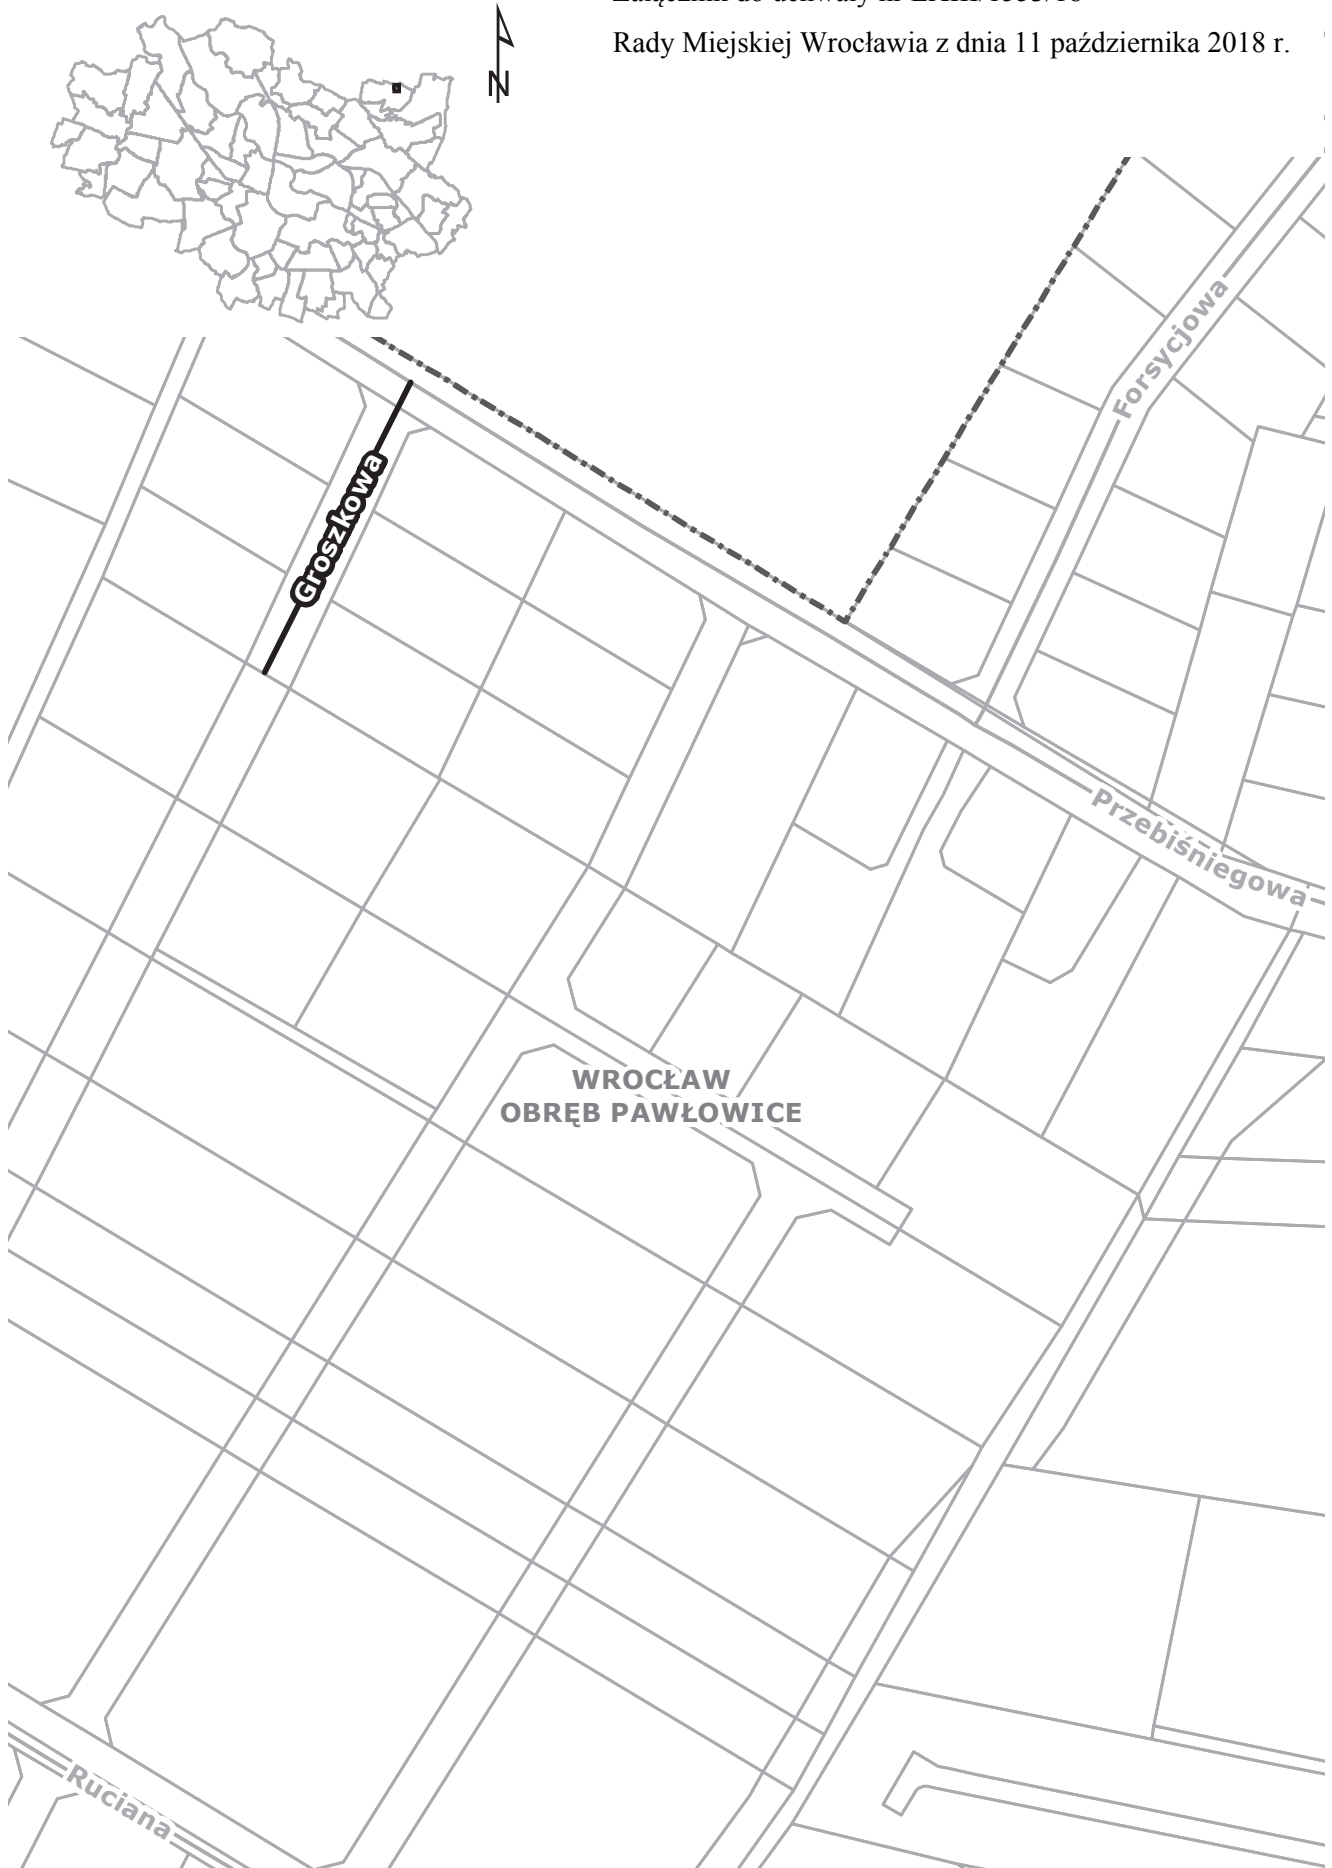 Rady Miejskiej Wrocławia z dnia 11 października 2018 r.
N
Forsycjowa
Groszkowa
Przebiśniegowa
WROCŁAW
OBRĘB PAWŁOWICE
Ruciana